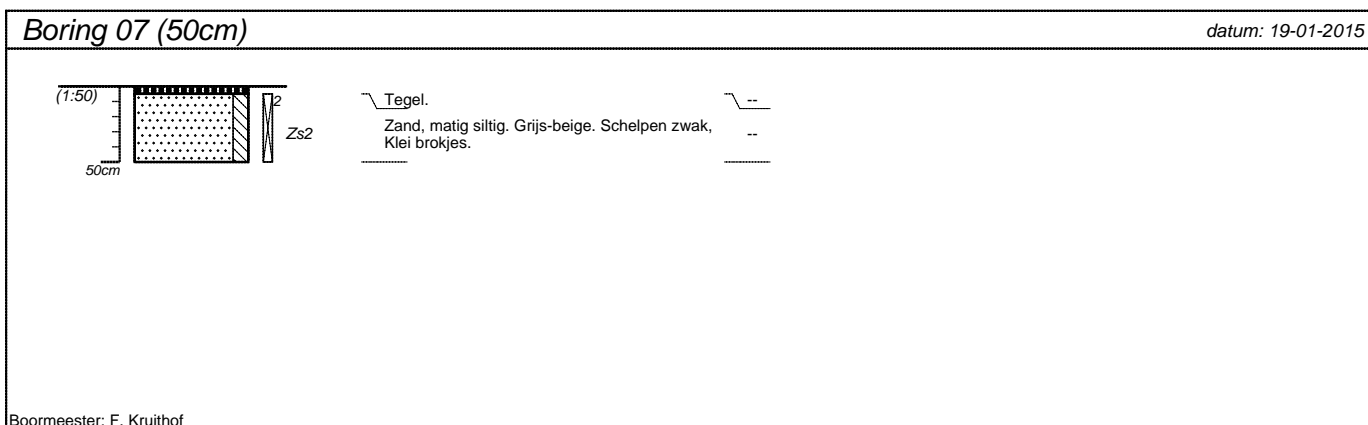 Boring 07 (50cm)
datum: 19-01-2015
(1:50)
2
Tegel.
--
Zs2
Zand, matig siltig. Grijs-beige. Schelpen zwak,
Klei brokjes.
--
50cm
Boormeester: F. Kruithof